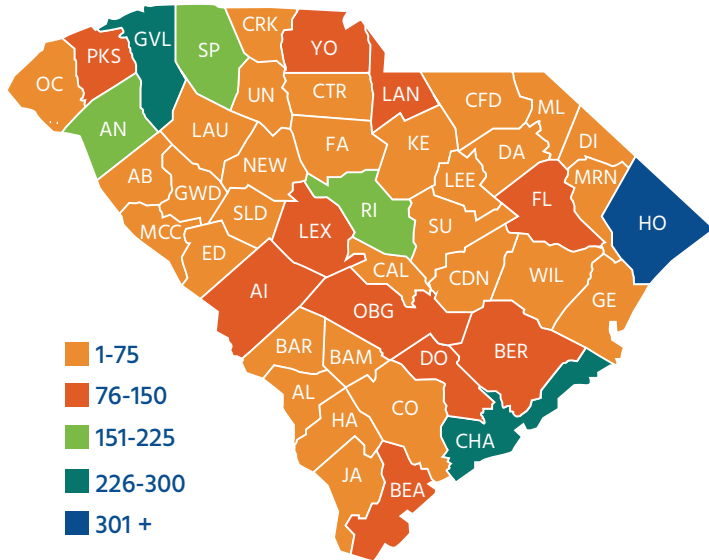 CRK
GVL
SP
YO
PKS
OC
UN
CTR
LAN
CFD
ML
AN
LAU
FA
KE
DA
DI
AB
GWD
NEW
LEE
MRN
SLD
RI
FL
MCC
LEX
SU
HO
ED
CAL
CDN
WIL
AI
OBG
GE
BAR
BAM
DO
BER
AL
HA
CO
CHA
JA
BEA
1-75
76-150
151-225
226-300
301 +